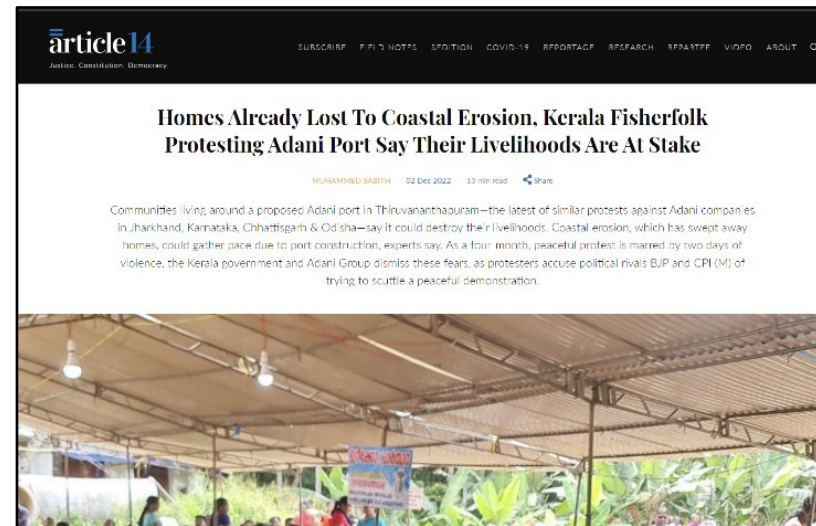 article14
Justice. Constitution. Democracy.
SUBSCRIBE FIELD NOTES SEDITION COVID-19 REPORTAGE RESEARCH REPARTEE VIDEO ABOUT
Homes Already Lost To Coastal Erosion, Kerala Fisherfolk
Protesting Adani Port Say Their Livelihoods Are At Stake
MUHAMMED SABITH 02 Dec 2022 13 min read Share
Communities living around a proposed Adani port in Thiruvananthapuram—the latest of similar protests against Adani companies
in Jharkhand, Karnataka, Chhattisgarh & Odisha—say it could destroy their livelihoods. Coastal erosion, which has swept away
homes, could gather pace due to port construction, experts say. As a four month, peaceful protest is marred by two days of
violence, the Kerala government and Adani Group dismiss these fears, as protesters accuse political rivals BJP and CPI (M) of
trying to scuttle a peaceful demonstration.